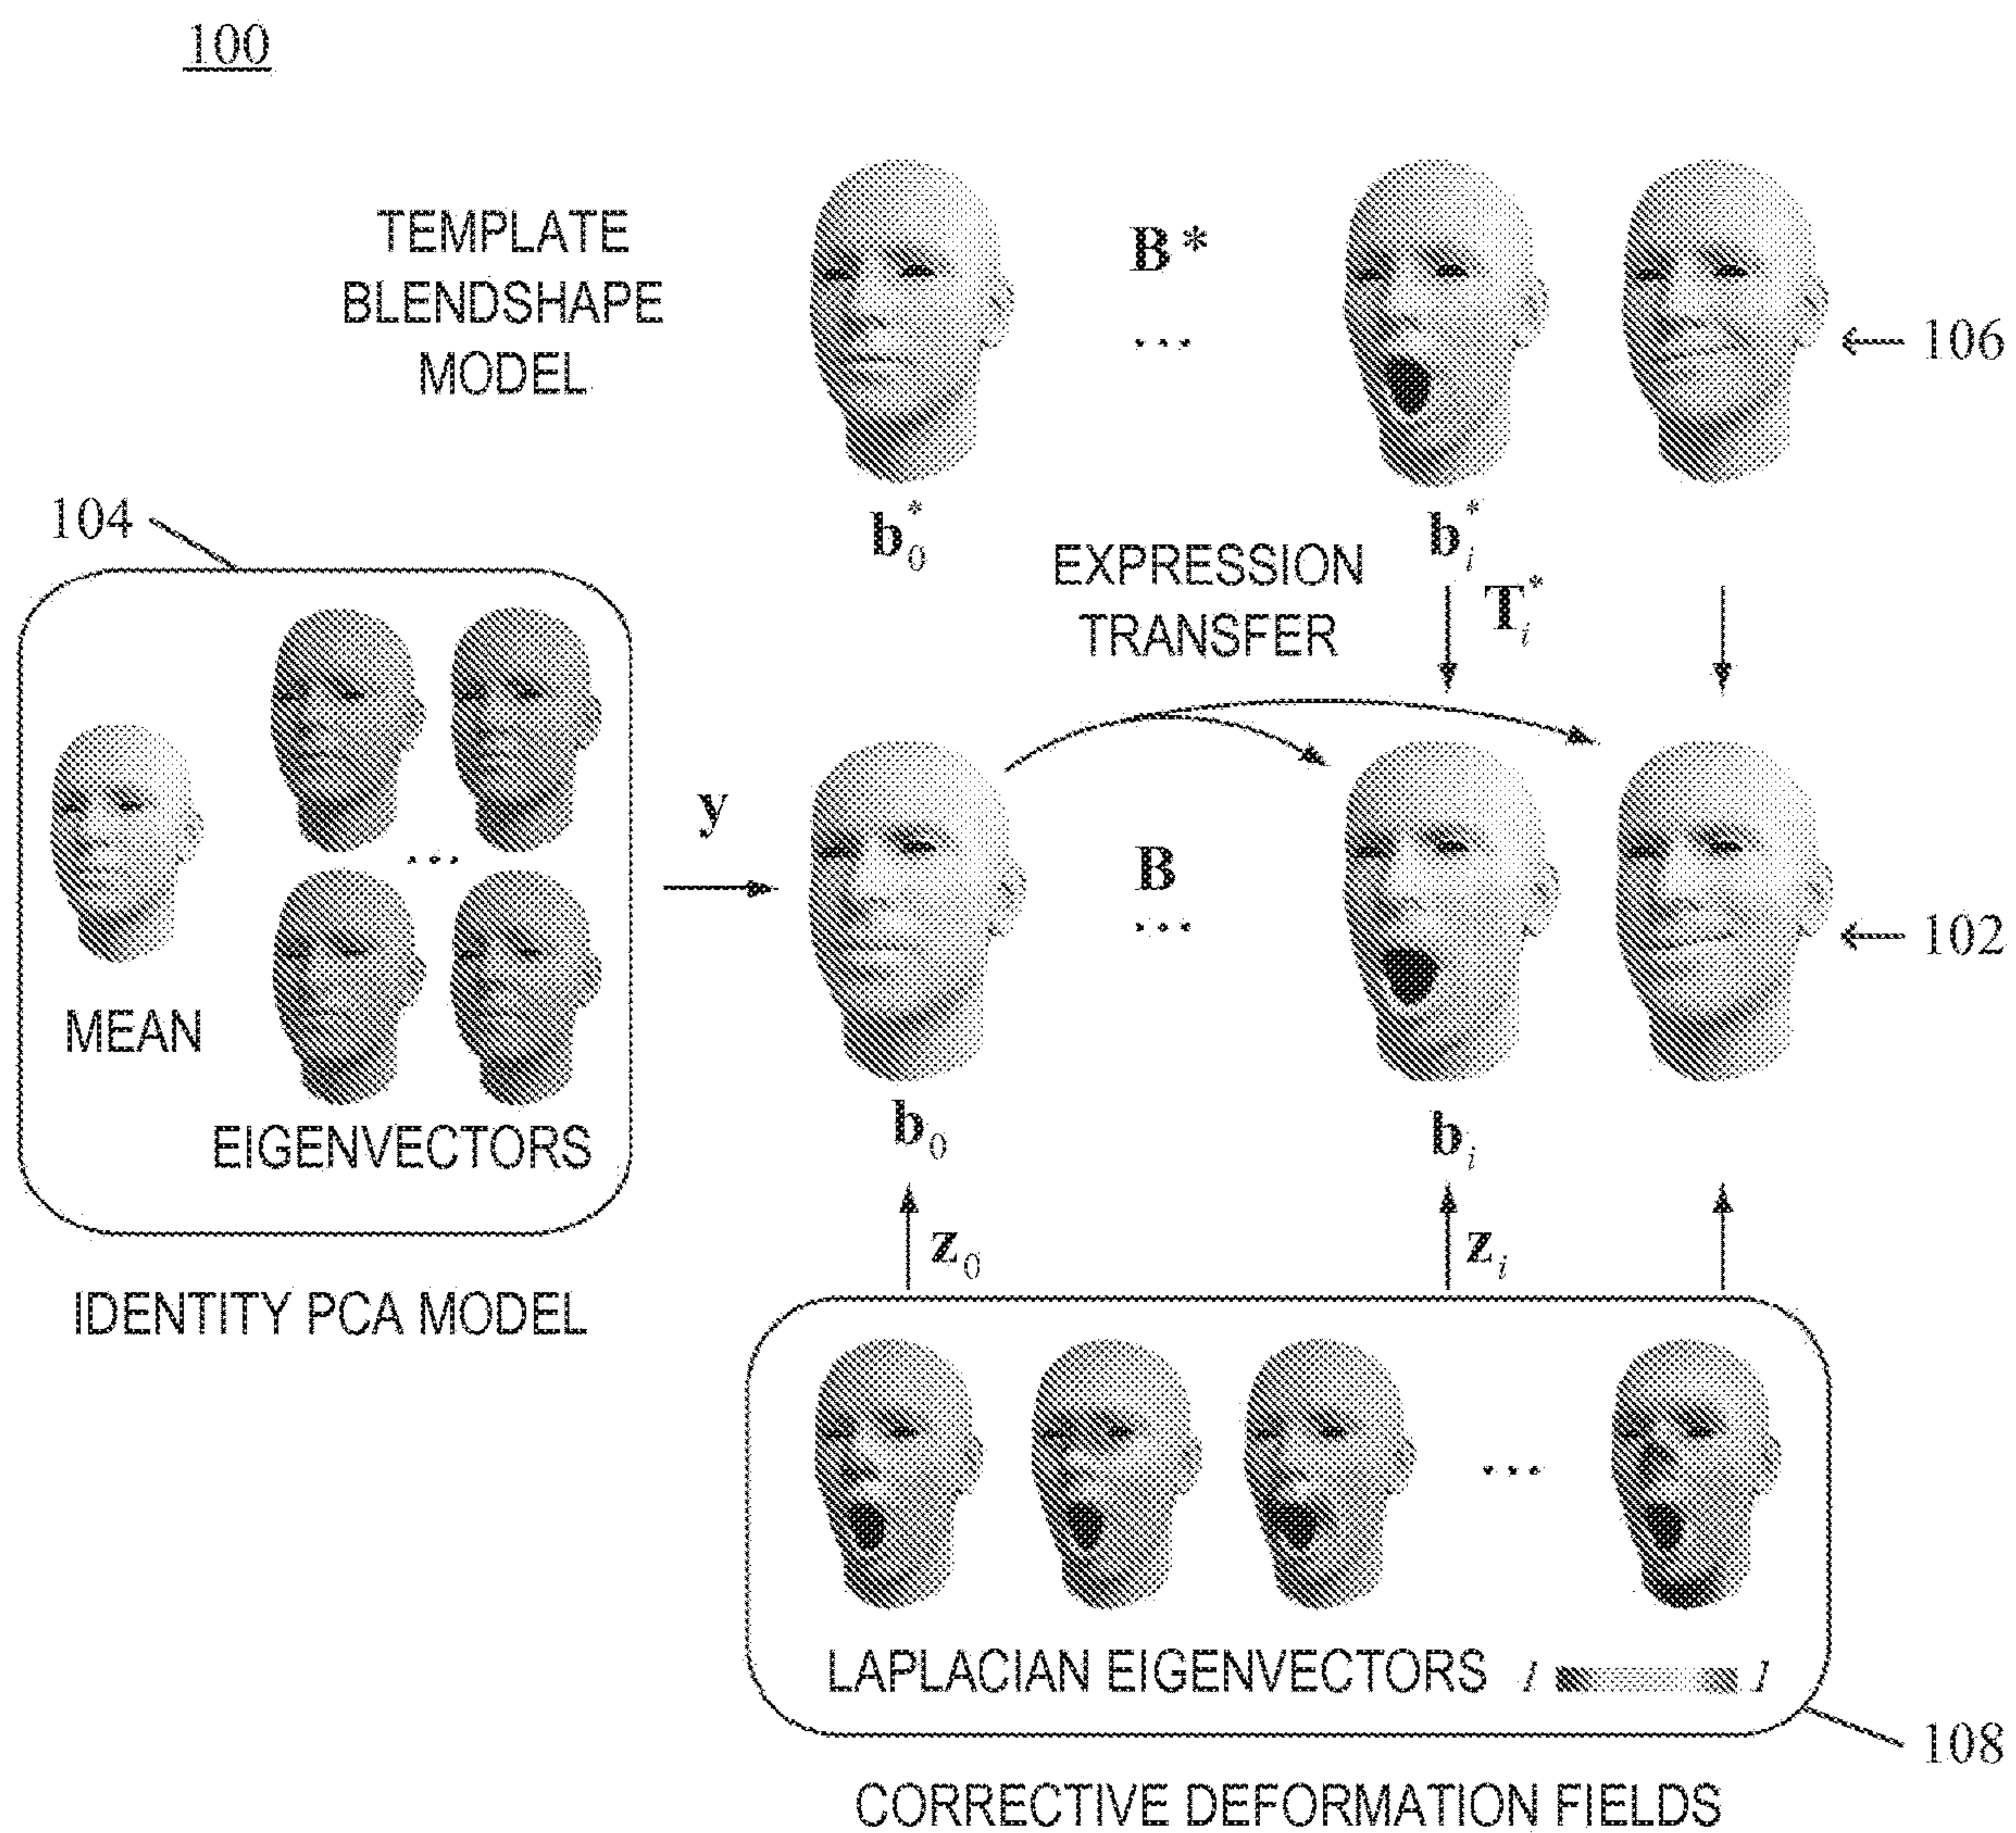 100
TEMPLATE
BLENDSHAPE
MODEL
B*
...
106
b*0
b*i
EXPRESSION
TRANSFER
T*i
104
MEAN
...
EIGENVECTORS
IDENTITY PCA MODEL
y
B
...
102
b0
bi
z0
zi
...
LAPLACIAN EIGENVECTORS
108
CORRECTIVE DEFORMATION FIELDS